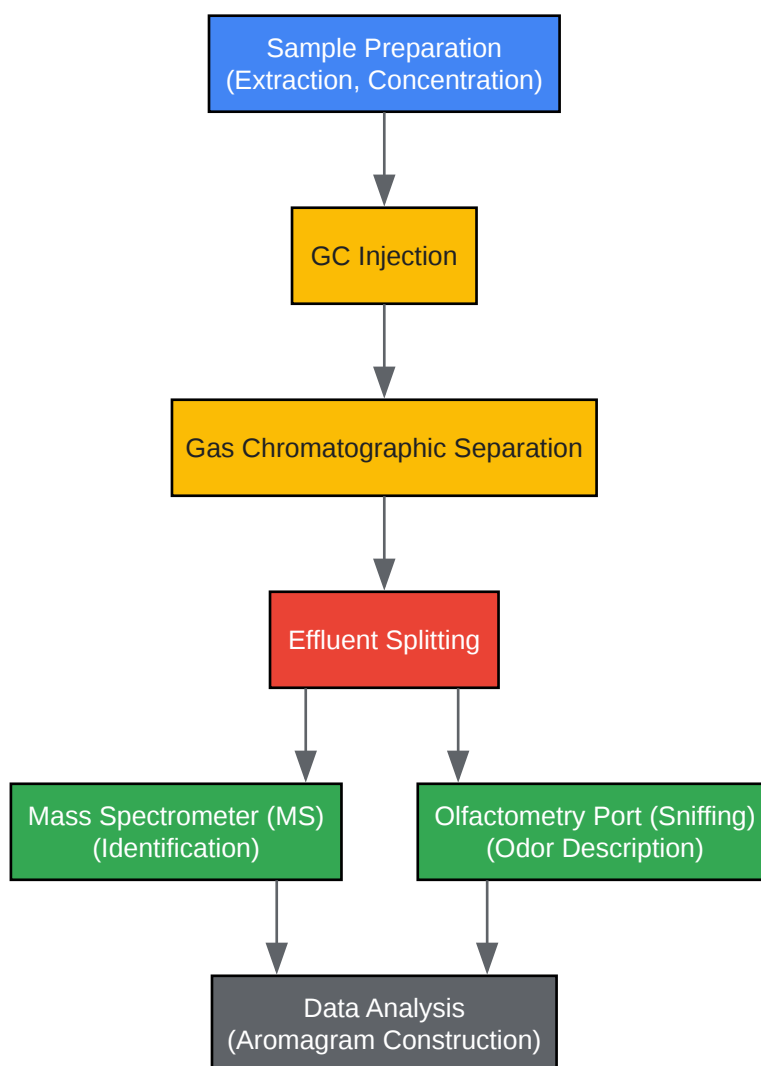 Sample Preparation
(Extraction, Concentration)
GC Injection
Gas Chromatographic Separation
Effluent Splitting
Mass Spectrometer (MS)
(Identification)
Olfactometry Port (Sniffing)
(Odor Description)
Data Analysis
(Aromagram Construction)